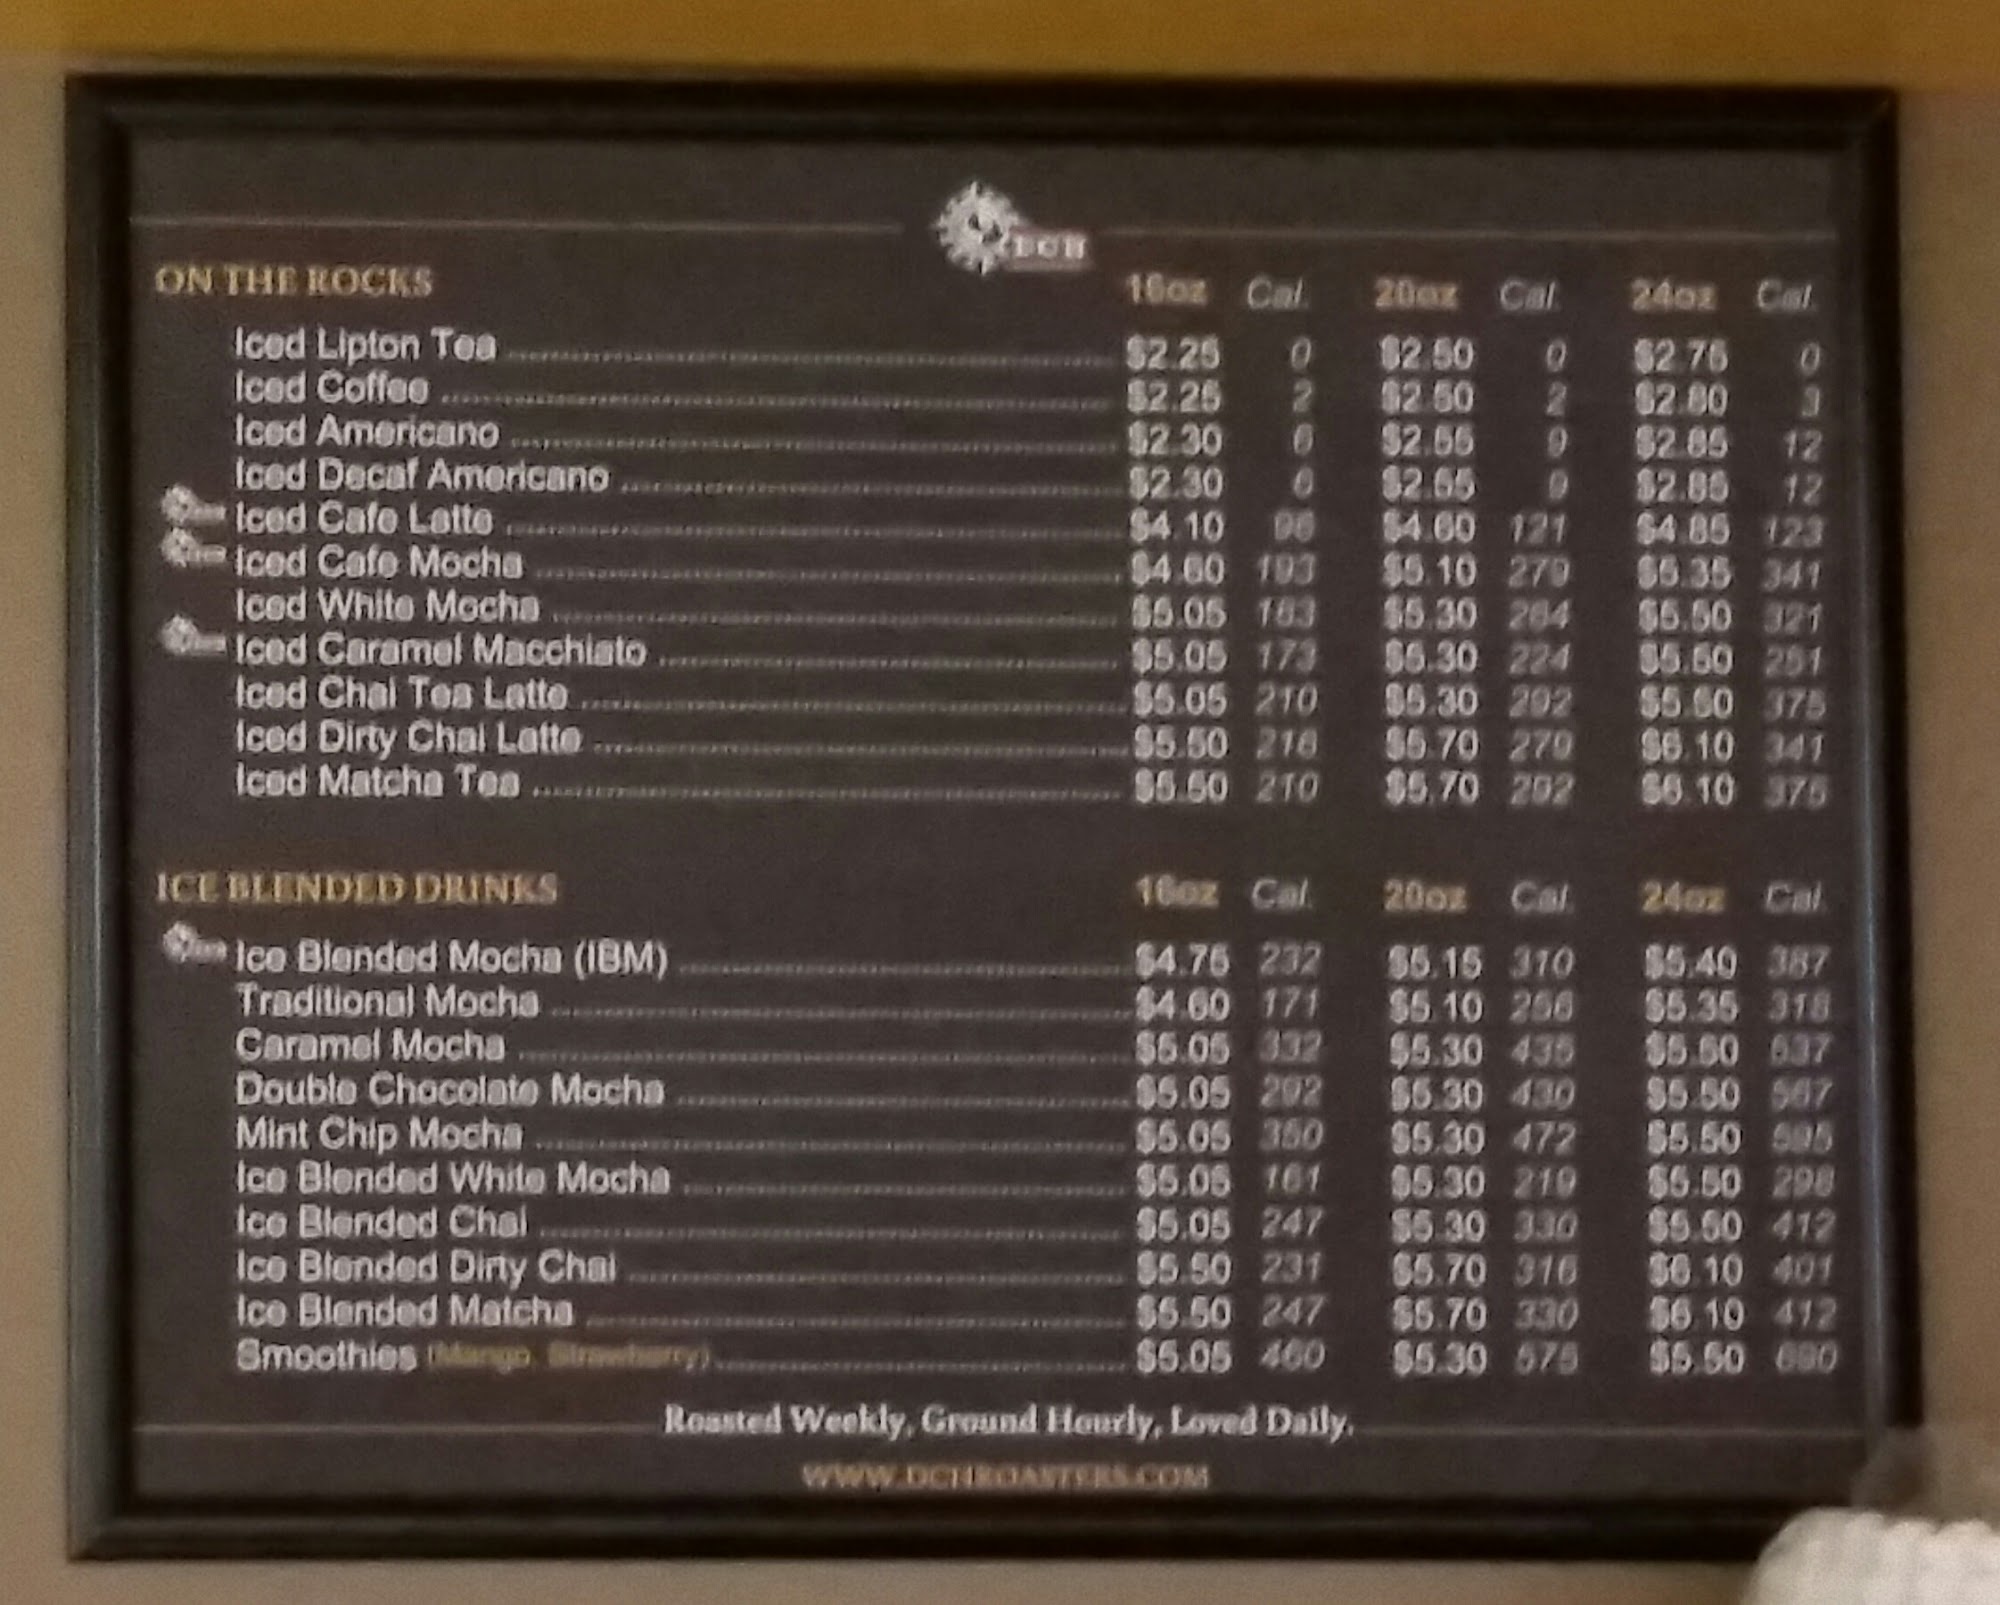 DCH
ON THE ROCKS 16oz Cal. 20oz Cal. 24oz Cal.
Iced Lipton Tea $2.25 0 $2.50 0 $2.75 0
Iced Coffee $2.25 2 $2.50 2 $2.80 3
Iced Americano $2.30 6 $2.55 9 $2.85 12
Iced Decaf Americano $2.30 6 $2.55 9 $2.85 12
Iced Cafe Latte $4.10 $4.60 121 $4.85 123
Iced Cafe Mocha $4.60 193 $5.10 279 $5.35 341
Iced White Mocha $5.05 163 $5.30 264 $5.50 321
Iced Caramel Macchiato $5.05 173 $5.30 224 $5.50 251
Iced Chai Tea Latte $5.05 210 $5.30 292 $5.50 375
Iced Dirty Chai Latte $5.50 216 $5.70 279 $6.10 341
Iced Matcha Tea $5.50 210 $5.70 292 $6.10 375
ICE BLENDED DRINKS 16oz Cal. 20oz Cal. 24oz Cal.
Ice Blended Mocha (IBM) $4.75 232 $5.15 310 $5.40 387
Traditional Mocha $4.60 171 $5.10 256 $5.35 318
Caramel Mocha $5.05 332 $5.30 435 $5.50 537
Double Chocolate Mocha $5.05 292 $5.30 430 $5.50 567
Mint Chip Mocha $5.05 350 $5.30 472 $5.50 595
Ice Blended White Mocha $5.05 161 $5.30 219 $5.50 298
Ice Blended Chai $5.05 247 $5.30 330 $5.50 412
Ice Blended Dirty Chai $5.50 231 $5.70 316 $6.10 401
Ice Blended Matcha $5.50 247 $5.70 330 $6.10 412
Smoothies (Mango, Strawberry) $5.05 460 $5.30 575 $5.50 690
Roasted Weekly, Ground Hourly, Loved Daily.
WWW.DCHROASTERS.COM